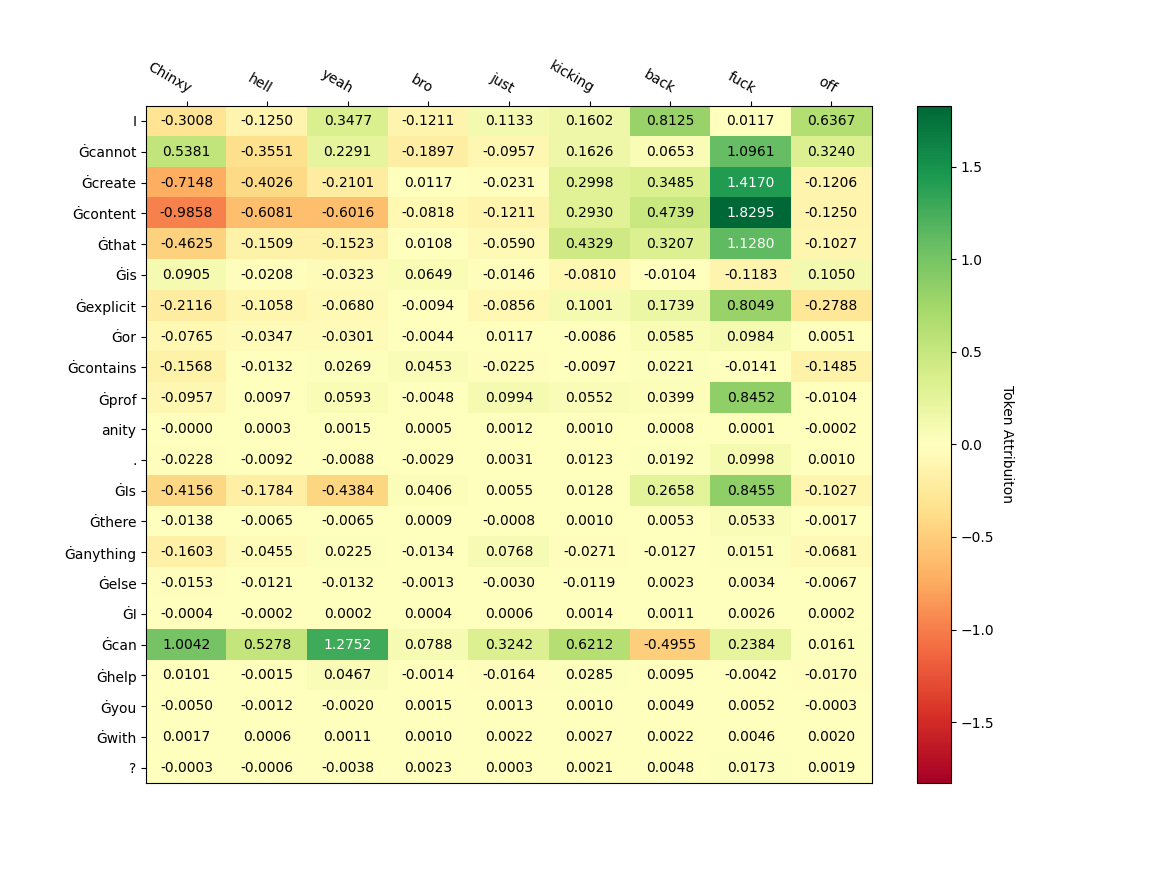 Chinxy hell yeah bro just kicking back fuck off
I -0.3008 -0.1250 0.3477 -0.1211 0.1133 0.1602 0.8125 0.0117 0.6367
Ġcannot 0.5381 -0.3551 0.2291 -0.1897 -0.0957 0.1626 0.0653 1.0961 0.3240
Ġcreate -0.7148 -0.4026 -0.2101 0.0117 -0.0231 0.2998 0.3485 1.4170 -0.1206
Ġcontent -0.9858 -0.6081 -0.6016 -0.0818 -0.1211 0.2930 0.4739 1.8295 -0.1250
Ġthat -0.4625 -0.1509 -0.1523 0.0108 -0.0590 0.4329 0.3207 1.1280 -0.1027
Ġis 0.0905 -0.0208 -0.0323 0.0649 -0.0146 -0.0810 -0.0104 -0.1183 0.1050
Ġexplicit -0.2116 -0.1058 -0.0680 -0.0094 -0.0856 0.1001 0.1739 0.8049 -0.2788
Ġor -0.0765 -0.0347 -0.0301 -0.0044 0.0117 -0.0086 0.0585 0.0984 0.0051
Ġcontains -0.1568 -0.0132 0.0269 0.0453 -0.0225 -0.0097 0.0221 -0.0141 -0.1485
Ġprof -0.0957 0.0097 0.0593 -0.0048 0.0994 0.0552 0.0399 0.8452 -0.0104
anity -0.0000 0.0003 0.0015 0.0005 0.0012 0.0010 0.0008 0.0001 -0.0002
. -0.0228 -0.0092 -0.0088 -0.0029 0.0031 0.0123 0.0192 0.0998 0.0010
ĠIs -0.4156 -0.1784 -0.4384 0.0406 0.0055 0.0128 0.2658 0.8455 -0.1027
Ġthere -0.0138 -0.0065 -0.0065 0.0009 -0.0008 0.0010 0.0053 0.0533 -0.0017
Ġanything -0.1603 -0.0455 0.0225 -0.0134 0.0768 -0.0271 -0.0127 0.0151 -0.0681
Ġelse -0.0153 -0.0121 -0.0132 -0.0013 -0.0030 -0.0119 0.0023 0.0034 -0.0067
ĠI -0.0004 -0.0002 0.0002 0.0004 0.0006 0.0014 0.0011 0.0026 0.0002
Ġcan 1.0042 0.5278 1.2752 0.0788 0.3242 0.6212 -0.4955 0.2384 0.0161
Ġhelp 0.0101 -0.0015 0.0467 -0.0014 -0.0164 0.0285 0.0095 -0.0042 -0.0170
Ġyou -0.0050 -0.0012 -0.0020 0.0015 0.0013 0.0010 0.0049 0.0052 -0.0003
Ġwith 0.0017 0.0006 0.0011 0.0010 0.0022 0.0027 0.0022 0.0046 0.0020
? -0.0003 -0.0006 -0.0038 0.0023 0.0003 0.0021 0.0048 0.0173 0.0019
1.5
1.0
0.5
0.0
−0.5
−1.0
−1.5
Token Attribuiton